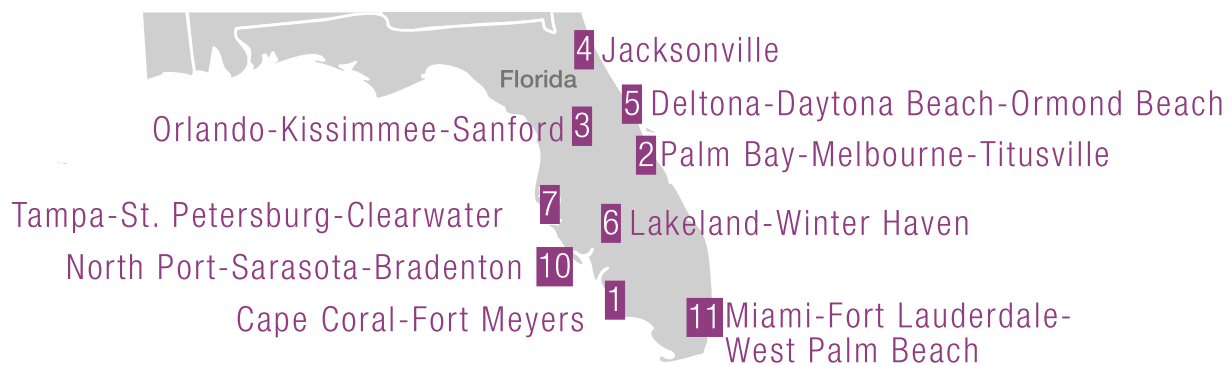 4 Jacksonville
Florida
5 Deltona-Daytona Beach-Ormond Beach
Orlando-Kissimmee-Sanford 3
2 Palm Bay-Melbourne-Titusville
Tampa-St. Petersburg-Clearwater 7
6 Lakeland-Winter Haven
North Port-Sarasota-Bradenton 10
Cape Coral-Fort Meyers 1
11 Miami-Fort Lauderdale-
West Palm Beach